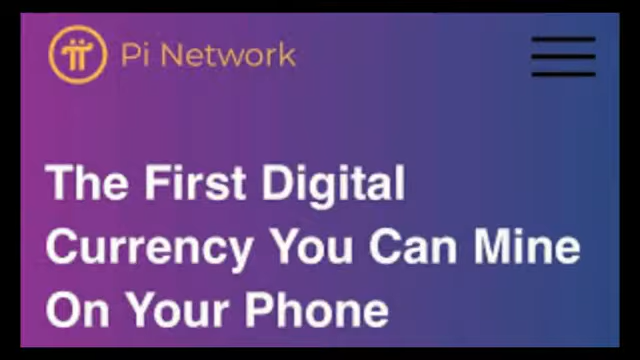 Pi Network
The First Digital
Currency You Can Mine
On Your Phone